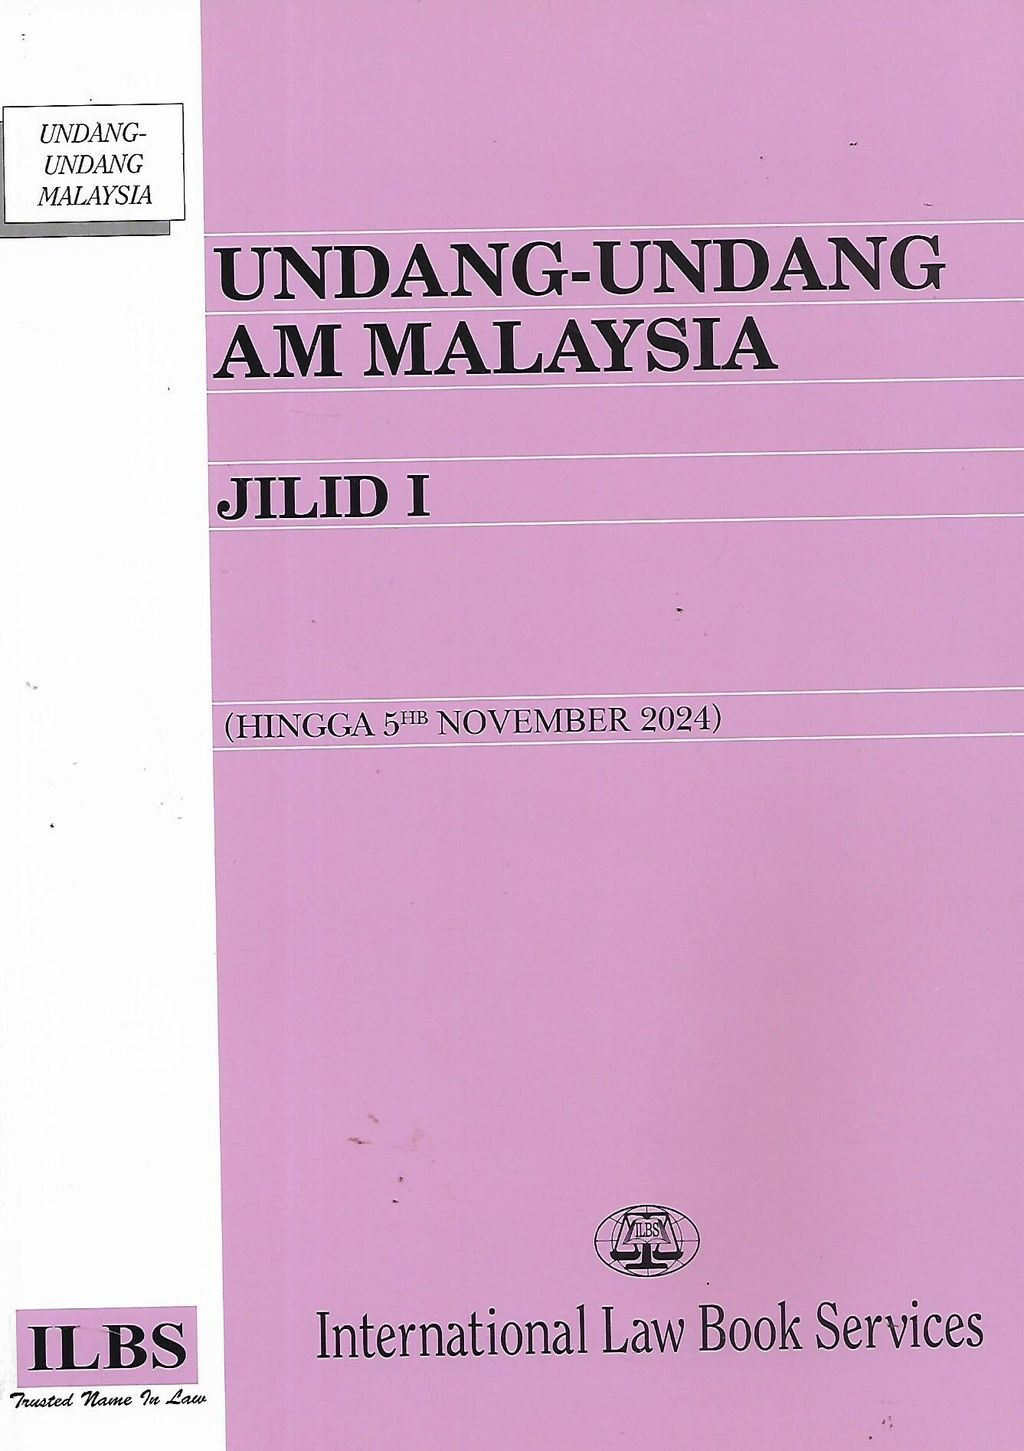 UNDANG-
UNDANG
MALAYSIA
UNDANG-UNDANG
AM MALAYSIA
JILID I
(HINGGA 5HB NOVEMBER 2024)
ILBS
International Law Book Services
ILBS
Trusted Name In Law